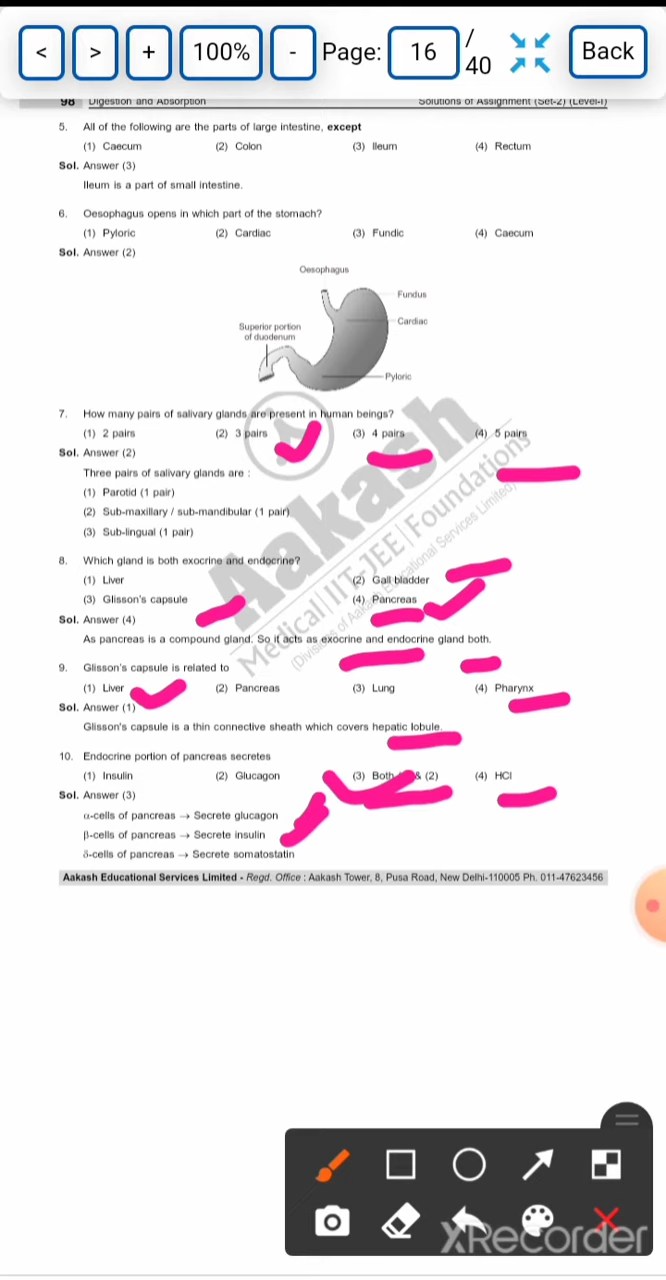 < > + 100% - Page: 16 / 40 Back
98 Digestion and Absorption Solutions of Assignment (Set-2) (Level-I)
5. All of the following are the parts of large intestine, except
(1) Caecum (2) Colon (3) Ileum (4) Rectum
Sol. Answer (3)
Ileum is a part of small intestine.
6. Oesophagus opens in which part of the stomach?
(1) Pyloric (2) Cardiac (3) Fundic (4) Caecum
Sol. Answer (2)
Oesophagus
Fundus
Cardiac
Superior portion
of duodenum
Pyloric
7. How many pairs of salivary glands are present in human beings?
(1) 2 pairs (2) 3 pairs (3) 4 pairs (4) 5 pairs
Sol. Answer (2)
Three pairs of salivary glands are :
(1) Parotid (1 pair)
(2) Sub-maxillary / sub-mandibular (1 pair)
(3) Sub-lingual (1 pair)
8. Which gland is both exocrine and endocrine?
(1) Liver (2) Gall bladder
(3) Glisson's capsule (4) Pancreas
Sol. Answer (4)
As pancreas is a compound gland. So it acts as exocrine and endocrine gland both.
9. Glisson's capsule is related to
(1) Liver (2) Pancreas (3) Lung (4) Pharynx
Sol. Answer (1)
Glisson's capsule is a thin connective sheath which covers hepatic lobule.
10. Endocrine portion of pancreas secretes
(1) Insulin (2) Glucagon (3) Both & (2) (4) HCl
Sol. Answer (3)
α-cells of pancreas → Secrete glucagon
β-cells of pancreas → Secrete insulin
δ-cells of pancreas → Secrete somatostatin
Aakash
Medical|IIT-JEE|Foundations
(Divisions of Aakash Educational Services Limited)
Aakash Educational Services Limited - Regd. Office : Aakash Tower, 8, Pusa Road, New Delhi-110005 Ph. 011-47623456
XRecorder